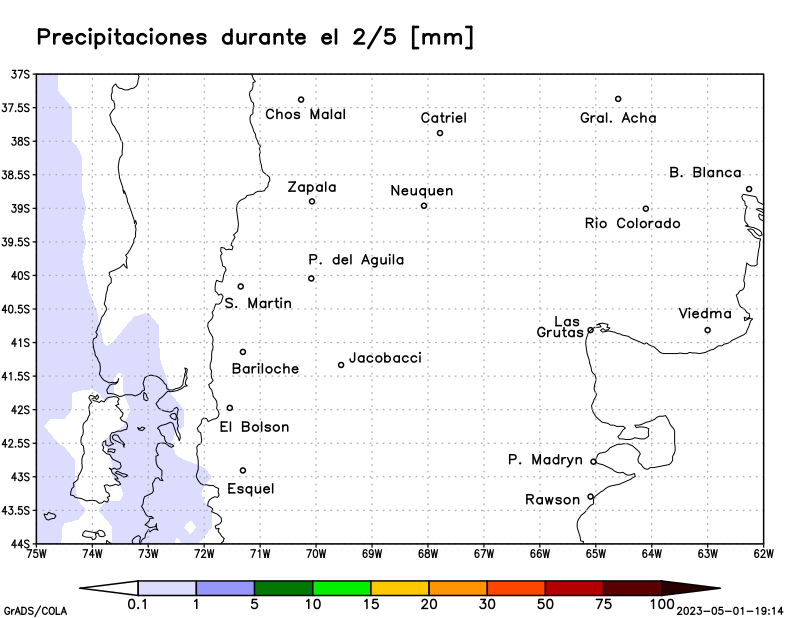 Precipitaciones durante el 2/5 [mm]
37S
37.5S
38S
38.5S
39S
39.5S
40S
40.5S
41S
41.5S
42S
42.5S
43S
43.5S
44S
Chos Malal
Catriel
Gral. Acha
B. Blanca
Zapala
Neuquen
Rio Colorado
P. del Aguila
S. Martin
Viedma
Las
Grutas
Jacobacci
Bariloche
El Bolson
P. Madryn
Esquel
Rawson
75W 74W 73W 72W 71W 70W 69W 68W 67W 66W 65W 64W 63W 62W
0.1 1 5 10 15 20 30 50 75 100
GrADS/COLA
2023-05-01-19:14